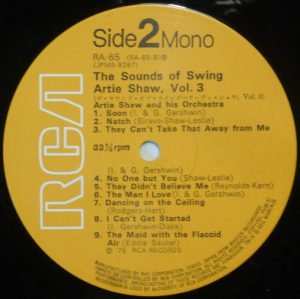 Side 2 Mono
RA-65 (RA-65-B)Ⓑ
(JPM9-8267)
The Sounds of Swing
Artie Shaw, Vol. 3
Artie Shaw and his Orchestra
1. Soon (I. & G. Gershwin)
2. Natch (Siravo-Shaw-Leslie)
3. They Can't Take That Away from Me
33⅓rpm
(I. & G. Gershwin)
4. No One but You (Shaw-Leslie)
5. They Didn't Believe Me (Reynolds-Kern)
6. The Man I Love (I. & G. Gershwin)
7. Dancing on the Ceiling
(Rodgers-Hart)
8. I Can't Get Started
(I. Gershwin-Duke)
9. The Maid with the Flaccid
Air (Eddie Sauter)
Ⓟ '75 RCA RECORDS
RCA